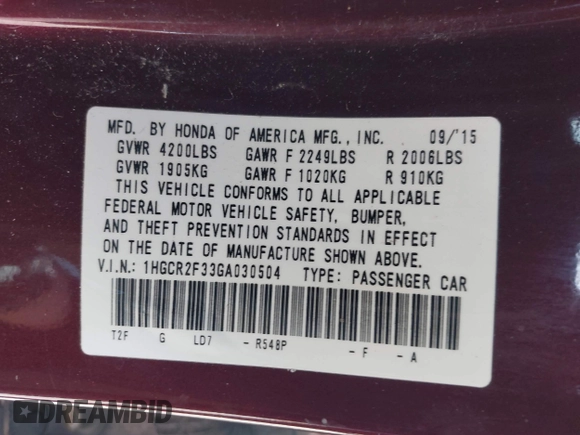 MFD. BY HONDA OF AMERICA MFG., INC. 09/'15
GVWR 4200LBS GAWR F 2249LBS R 2006LBS
GVWR 1905KG GAWR F 1020KG R 910KG
THIS VEHICLE CONFORMS TO ALL APPLICABLE
FEDERAL MOTOR VEHICLE SAFETY, BUMPER,
AND THEFT PREVENTION STANDARDS IN EFFECT
ON THE DATE OF MANUFACTURE SHOWN ABOVE.
V.I.N.: 1HGCR2F33GA030504 TYPE: PASSENGER CAR
T2F G LD7 - R548P - F - A
DREAMBID